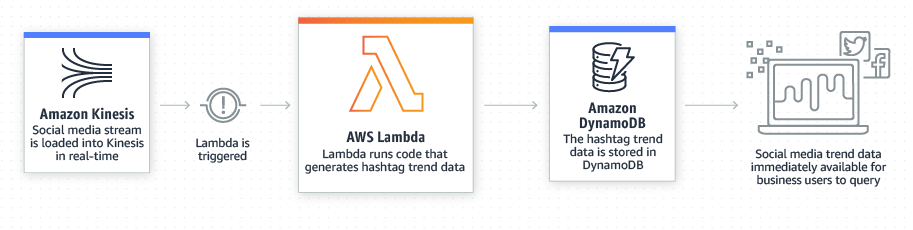 Amazon Kinesis
Social media stream
is loaded into Kinesis
in real-time
Lambda is
triggered
AWS Lambda
Lambda runs code that
generates hashtag trend data
Amazon
DynamoDB
The hashtag trend
data is stored in
DynamoDB
Social media trend data
immediately available for
business users to query